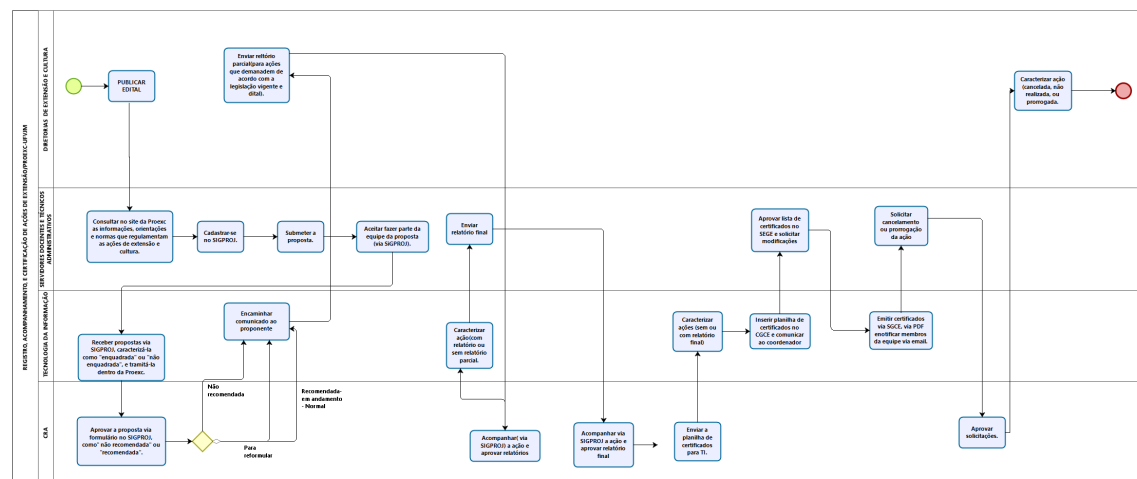 REGISTRO, ACOMPANHAMENTO, E CERTIFICAÇÃO DE AÇÕES DE EXTENSÃO/PROEXC-UFVJM
DIRETORIAS DE EXTENSÃO E CULTURA
PUBLICAR
EDITAL
Enviar reltório
parcial(para ações
que demanadem de
acordo com a
legislação vigente e
dital).
Caracterizar ação
(cancelada, não
realizada, ou
prorrogada.
SERVIDORES DOCENTES E TÉCNICOS
ADMINISTRATIVOS
Consultar no site da Proexc
as informações, orientações
e normas que regulamentam
as ações de extensão e
cultura.
Cadastrar-se
no SIGPROJ.
Submeter a
proposta.
Aceitar fazer parte da
equipe da proposta
(via SIGPROJ).
Enviar
relatório final
Aprovar lista de
certificados no
SEGE e solicitar
modificações
Solicitar
cancelamento
ou prorrogação
da ação
TECNOLOGIA DA INFORMAÇÃO
Receber propostas via
SIGPROJ, caracterizá-la
como "enquadrada" ou "não
enquadrada", e tramitá-la
dentro da Proexc.
Encaminhar
comunicado ao
proponente
Caracterizar
ação(com
relatório ou
sem relatório
parcial.
Caracterizar
ações (sem ou
com relatório
final)
Inserir planilha de
certificados no
CGCE e comunicar
ao coordenador
Emitir certificados
via SGCE, via PDF
enotificar membros
da equipe via email.
CRA
Aprovar a proposta via
formulário no SIGPROJ,
como" não recomendada" ou
"recomendada".
Não
recomendada
Para
reformular
Recomendada-
em andamento
- Normal
Acompanhar( via
SIGPROJ) a ação e
aprovar relatórios
Acompanhar via
SIGPROJ a ação e
aprovar relatório
final
Enviar a
planilha de
certificados
para TI.
Aprovar
solicitações.